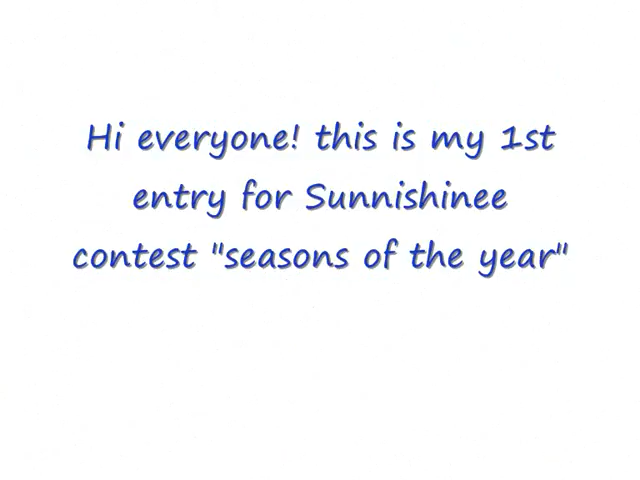 Hi everyone! this is my 1st
entry for Sunnishinee
contest "seasons of the year"